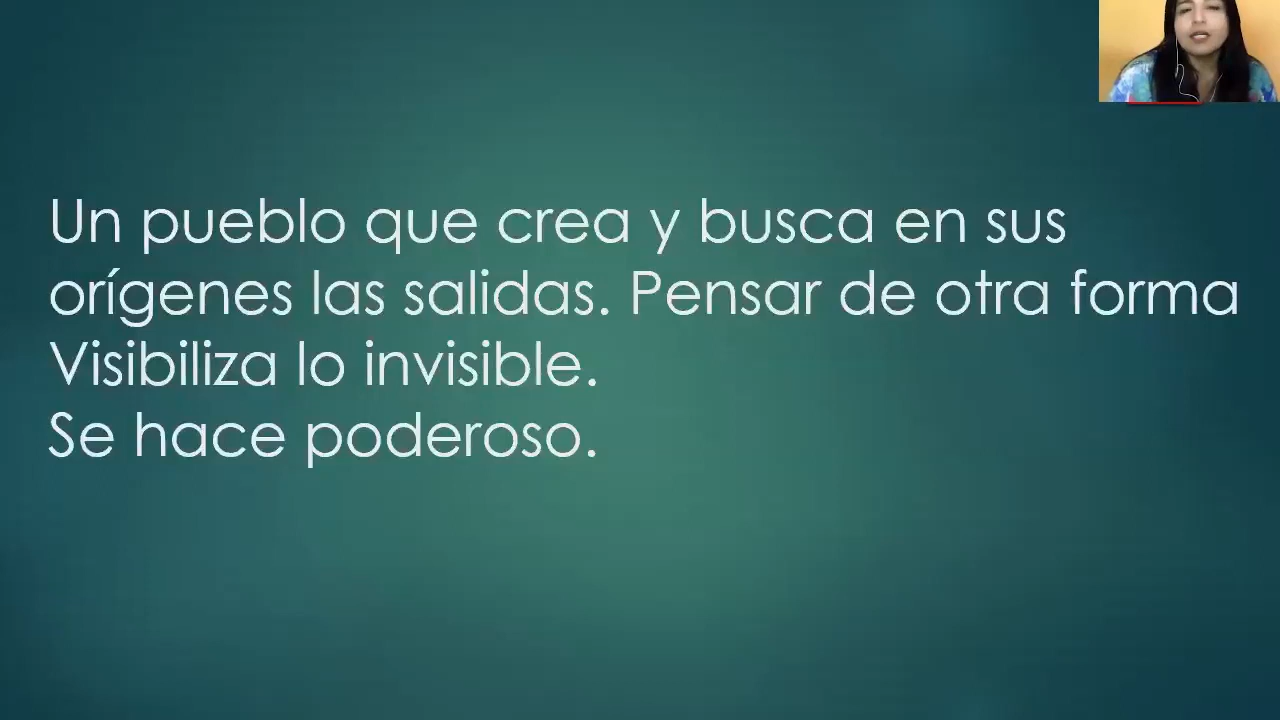 Un pueblo que crea y busca en sus
orígenes las salidas. Pensar de otra forma
Visibiliza lo invisible.
Se hace poderoso.